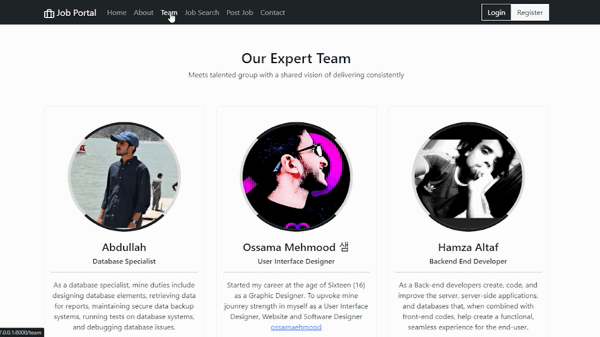 Job Portal Home About Team Job Search Post Job Contact Login Register
Our Expert Team
Meets talented group with a shared vision of delivering consistently
Abdullah
Database Specialist
As a database specialist, mine duties include
designing database elements, retrieving data
for reports, maintaining secure data backup
systems, running tests on database systems,
and debugging database issues.
Ossama Mehmood 샘
User Interface Designer
Started my career at the age of Sixteen (16)
as a Graphic Designer. To upvoke mine
jounrey strength in myself as a User Interface
Designer, Website and Software Designer
ossamaehmood
Hamza Altaf
Backend End Developer
As a Back-end developers create, code, and
improve the server, server-side applications,
and databases that, when combined with
front-end codes, help create a functional,
seamless experience for the end-user.
7.0.0.1:8000/team